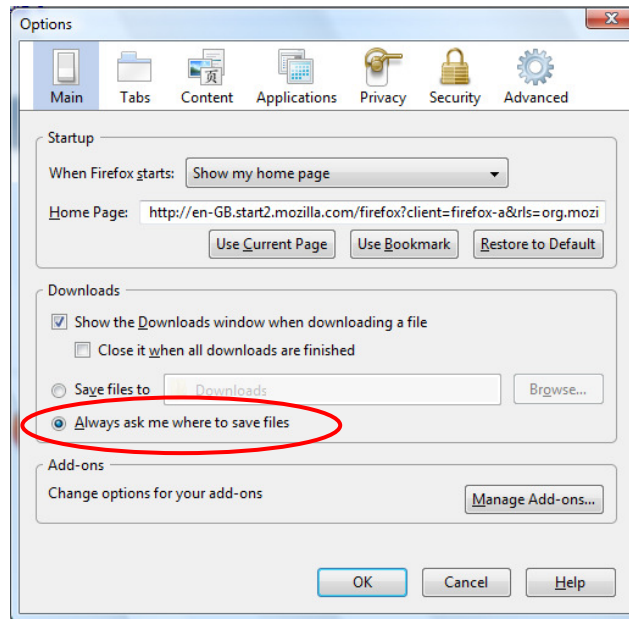 Options
Main Tabs Content Applications Privacy Security Advanced
Startup
When Firefox starts: Show my home page
Home Page: http://en-GB.start2.mozilla.com/firefox?client=firefox-a&rls=org.mozi
Use Current Page Use Bookmark Restore to Default
Downloads
Show the Downloads window when downloading a file
Close it when all downloads are finished
Save files to Downloads Browse...
Always ask me where to save files
Add-ons
Change options for your add-ons Manage Add-ons...
OK Cancel Help